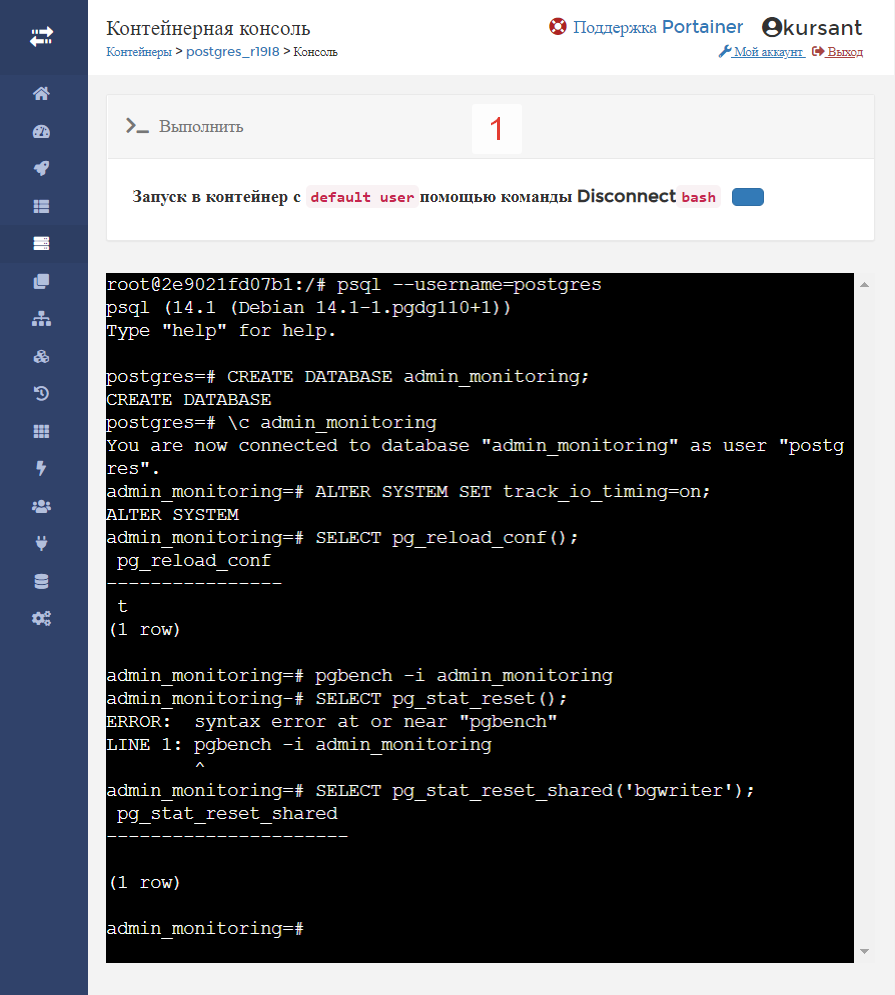 Контейнерная консоль
Поддержка Portainer
kursant
Контейнеры > postgres_r19l8 > Консоль
Мой аккаунт Выход
Выполнить
1
Запуск в контейнер с default user помощью команды Disconnect bash
root@2e9021fd07b1:/# psql --username=postgres
psql (14.1 (Debian 14.1-1.pgdg110+1))
Type "help" for help.
postgres=# CREATE DATABASE admin_monitoring;
CREATE DATABASE
postgres=# \c admin_monitoring
You are now connected to database "admin_monitoring" as user "postg
res".
admin_monitoring=# ALTER SYSTEM SET track_io_timing=on;
ALTER SYSTEM
admin_monitoring=# SELECT pg_reload_conf();
pg_reload_conf
----------------
t
(1 row)
admin_monitoring=# pgbench -i admin_monitoring
admin_monitoring-# SELECT pg_stat_reset();
ERROR:  syntax error at or near "pgbench"
LINE 1: pgbench -i admin_monitoring
^
admin_monitoring=# SELECT pg_stat_reset_shared('bgwriter');
pg_stat_reset_shared
----------------------
(1 row)
admin_monitoring=#